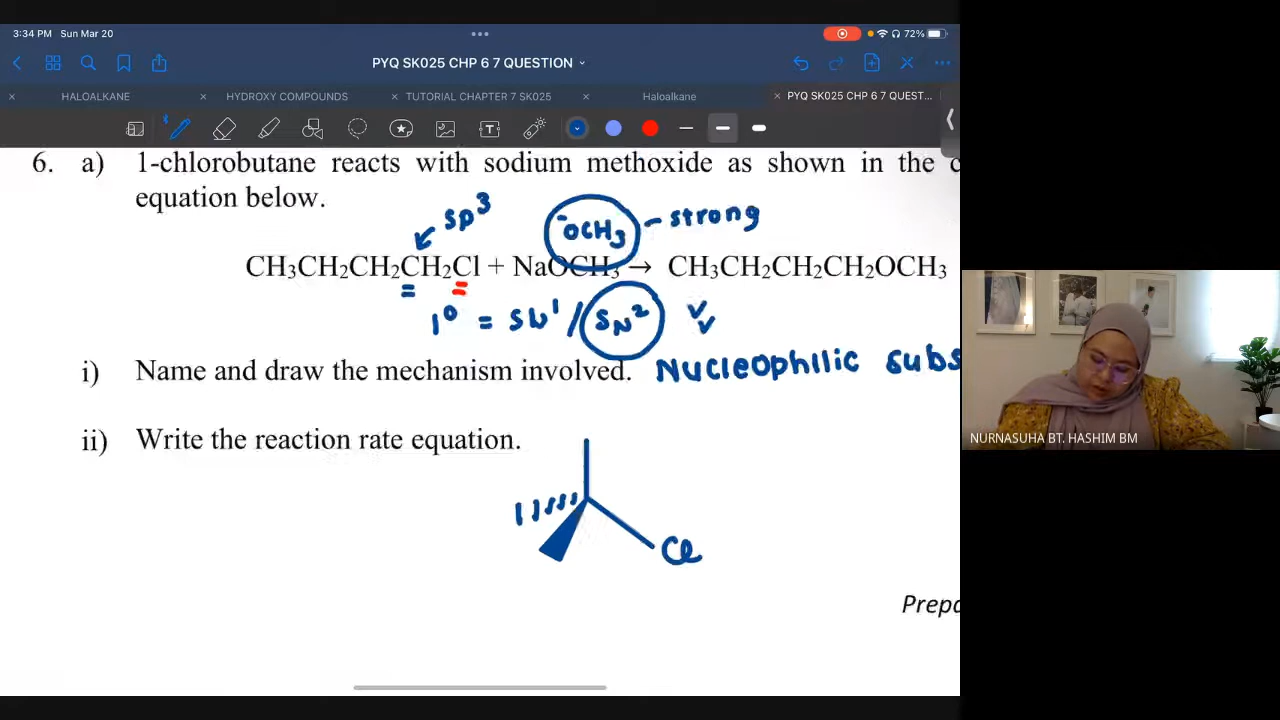 3:34 PM Sun Mar 20
72%
PYQ SK025 CHP 6 7 QUESTION
HALOALKANE
HYDROXY COMPOUNDS
TUTORIAL CHAPTER 7 SK025
Haloalkane
PYQ SK025 CHP 6 7 QUEST...
6. a) 1-chlorobutane reacts with sodium methoxide as shown in the
equation below.
sp³
⁻OCH₃ - strong
CH₃CH₂CH₂CH₂Cl + NaOCH₃ → CH₃CH₂CH₂CH₂OCH₃
1° = SN¹ / SN²
i) Name and draw the mechanism involved. Nucleophilic subs
ii) Write the reaction rate equation.
Cl
Prepa
NURNASUHA BT. HASHIM BM